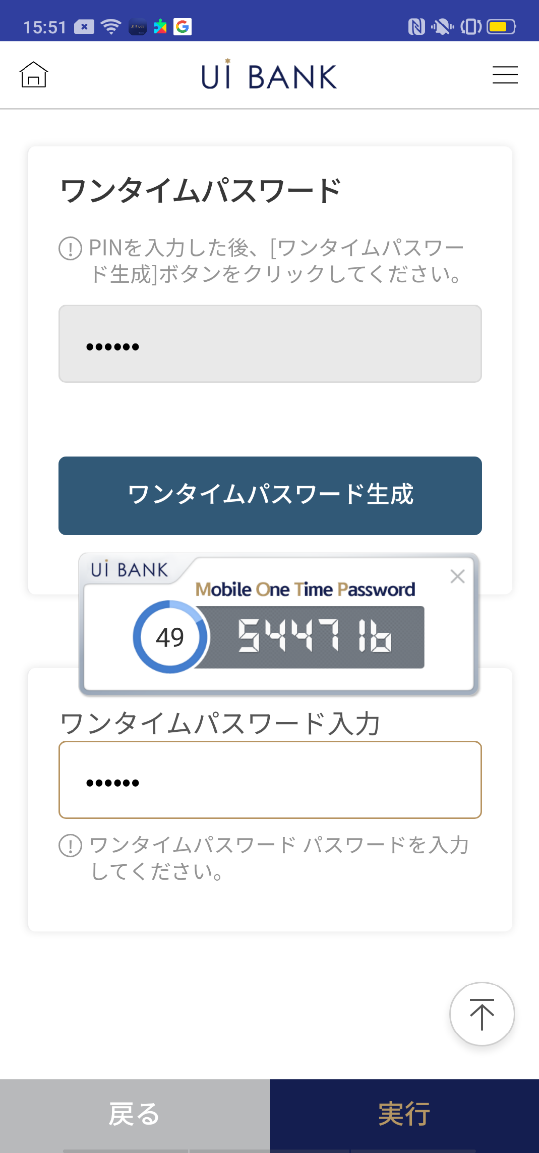 15:51
UI BANK
ワンタイムパスワード
PINを入力した後、[ワンタイムパスワー
ド生成]ボタンをクリックしてください。
••••••
ワンタイムパスワード生成
UI BANK
Mobile One Time Password
49
544716
ワンタイムパスワード入力
••••••
ワンタイムパスワード パスワードを入力
してください。
戻る
実行